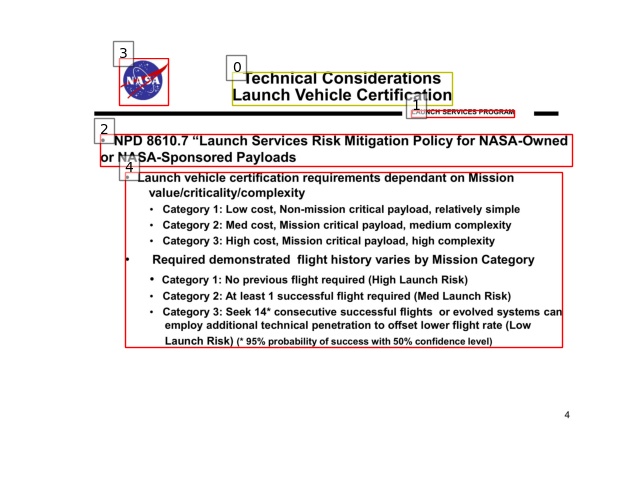 3
NASA
0
Technical Considerations
Launch Vehicle Certification
1
LAUNCH SERVICES PROGRAM
2
• NPD 8610.7 “Launch Services Risk Mitigation Policy for NASA-Owned
or NASA-Sponsored Payloads
4
• Launch vehicle certification requirements dependant on Mission
value/criticality/complexity
• Category 1: Low cost, Non-mission critical payload, relatively simple
• Category 2: Med cost, Mission critical payload, medium complexity
• Category 3: High cost, Mission critical payload, high complexity
• Required demonstrated flight history varies by Mission Category
• Category 1: No previous flight required (High Launch Risk)
• Category 2: At least 1 successful flight required (Med Launch Risk)
• Category 3: Seek 14* consecutive successful flights or evolved systems can
employ additional technical penetration to offset lower flight rate (Low
Launch Risk) (* 95% probability of success with 50% confidence level)
4